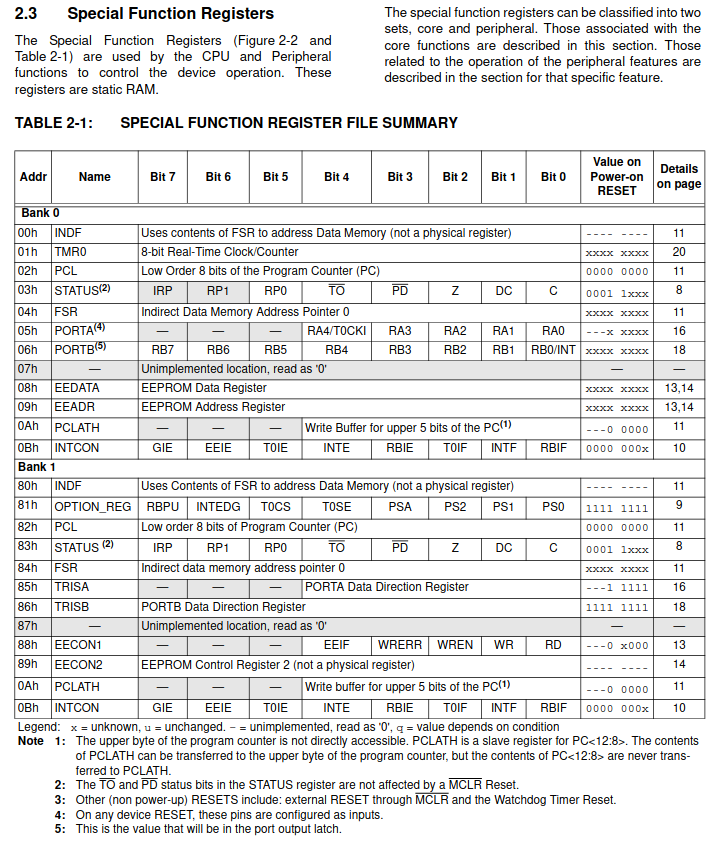 2.3 Special Function Registers
The Special Function Registers (Figure 2-2 and
Table 2-1) are used by the CPU and Peripheral
functions to control the device operation. These
registers are static RAM.
The special function registers can be classified into two
sets, core and peripheral. Those associated with the
core functions are described in this section. Those
related to the operation of the peripheral features are
described in the section for that specific feature.
TABLE 2-1: SPECIAL FUNCTION REGISTER FILE SUMMARY
Addr Name Bit 7 Bit 6 Bit 5 Bit 4 Bit 3 Bit 2 Bit 1 Bit 0 Value on Power-on RESET Details on page
Bank 0
00h INDF Uses contents of FSR to address Data Memory (not a physical register) ---- ---- 11
01h TMR0 8-bit Real-Time Clock/Counter xxxx xxxx 20
02h PCL Low Order 8 bits of the Program Counter (PC) 0000 0000 11
03h STATUS(2) IRP RP1 RP0 T̅O̅ P̅D̅ Z DC C 0001 1xxx 8
04h FSR Indirect Data Memory Address Pointer 0 xxxx xxxx 11
05h PORTA(4) — — — RA4/T0CKI RA3 RA2 RA1 RA0 ---x xxxx 16
06h PORTB(5) RB7 RB6 RB5 RB4 RB3 RB2 RB1 RB0/INT xxxx xxxx 18
07h — Unimplemented location, read as '0' — —
08h EEDATA EEPROM Data Register xxxx xxxx 13,14
09h EEADR EEPROM Address Register xxxx xxxx 13,14
0Ah PCLATH — — — Write Buffer for upper 5 bits of the PC(1) ---0 0000 11
0Bh INTCON GIE EEIE T0IE INTE RBIE T0IF INTF RBIF 0000 000x 10
Bank 1
80h INDF Uses Contents of FSR to address Data Memory (not a physical register) ---- ---- 11
81h OPTION_REG RBPU INTEDG T0CS T0SE PSA PS2 PS1 PS0 1111 1111 9
82h PCL Low order 8 bits of Program Counter (PC) 0000 0000 11
83h STATUS (2) IRP RP1 RP0 T̅O̅ P̅D̅ Z DC C 0001 1xxx 8
84h FSR Indirect data memory address pointer 0 xxxx xxxx 11
85h TRISA — — — PORTA Data Direction Register ---1 1111 16
86h TRISB PORTB Data Direction Register 1111 1111 18
87h — Unimplemented location, read as '0' — —
88h EECON1 — — — EEIF WRERR WREN WR RD ---0 x000 13
89h EECON2 EEPROM Control Register 2 (not a physical register) ---- ---- 14
0Ah PCLATH — — — Write buffer for upper 5 bits of the PC(1) ---0 0000 11
0Bh INTCON GIE EEIE T0IE INTE RBIE T0IF INTF RBIF 0000 000x 10
Legend: x = unknown, u = unchanged. - = unimplemented, read as '0', q = value depends on condition
Note 1: The upper byte of the program counter is not directly accessible. PCLATH is a slave register for PC<12:8>. The contents
of PCLATH can be transferred to the upper byte of the program counter, but the contents of PC<12:8> are never trans-
ferred to PCLATH.
2: The T̅O̅ and P̅D̅ status bits in the STATUS register are not affected by a M̅C̅L̅R̅ Reset.
3: Other (non power-up) RESETS include: external RESET through M̅C̅L̅R̅ and the Watchdog Timer Reset.
4: On any device RESET, these pins are configured as inputs.
5: This is the value that will be in the port output latch.